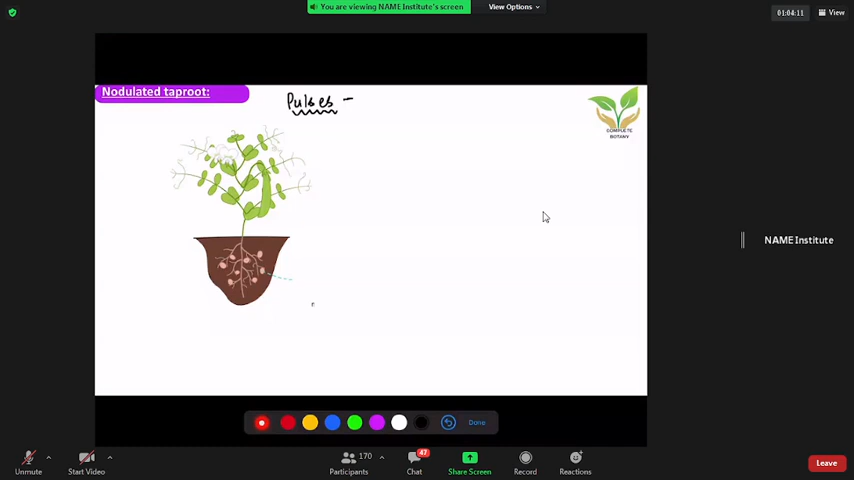 You are viewing NAME Institute's screen
View Options
01:04:11
View
Nodulated taproot:
Pulses -
COMPLETE
BOTANY
NAME Institute
Done
170
47
Unmute
Start Video
Participants
Chat
Share Screen
Record
Reactions
Leave